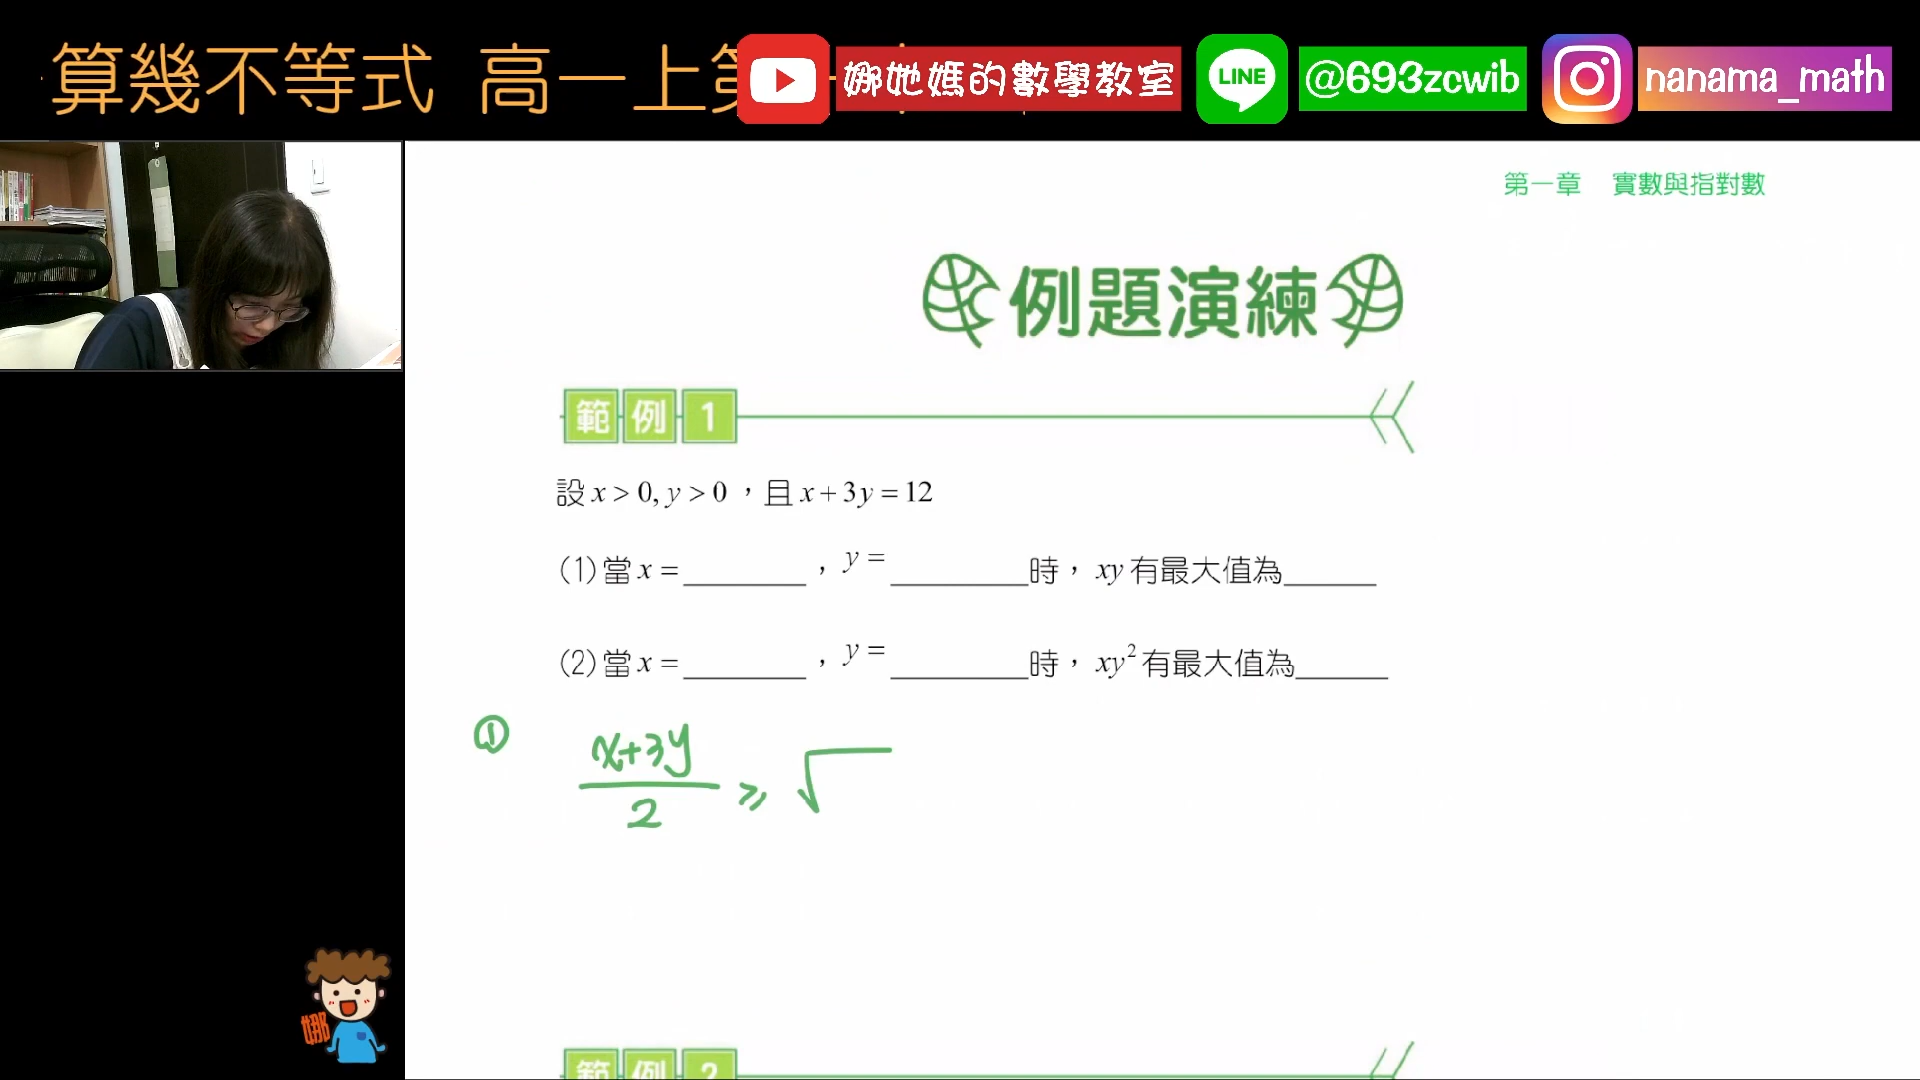 算幾不等式 高一上第一
娜她媽的數學教室
LINE
@693zcwib
nanama_math
第一章 實數與指對數
例題演練
範例1
設 x > 0, y > 0 ，且 x + 3y = 12
(1)當 x = ________ ， y = ________時， xy 有最大值為______
(2)當 x = ________ ， y = ________時， xy² 有最大值為______
① x+3y / 2 ≥ √
娜
範例2